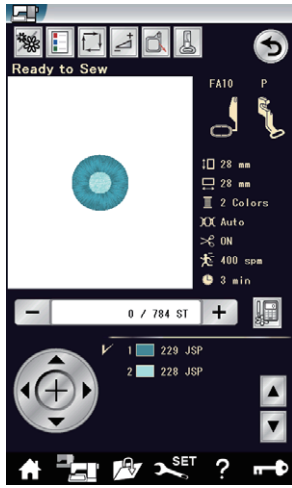 Ready to Sew
FA10 P
28 mm
28 mm
2 Colors
Auto
ON
400 spm
3 min
0 / 784 ST
1 229 JSP
2 228 JSP
SET ?